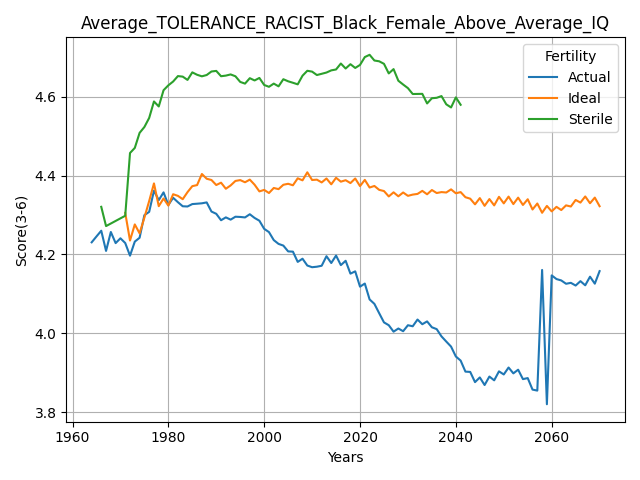 Average_TOLERANCE_RACIST_Black_Female_Above_Average_IQ
Fertility
Actual
Ideal
Sterile
Score(3-6)
4.6
4.4
4.2
4.0
3.8
1960
1980
2000
2020
2040
2060
Years